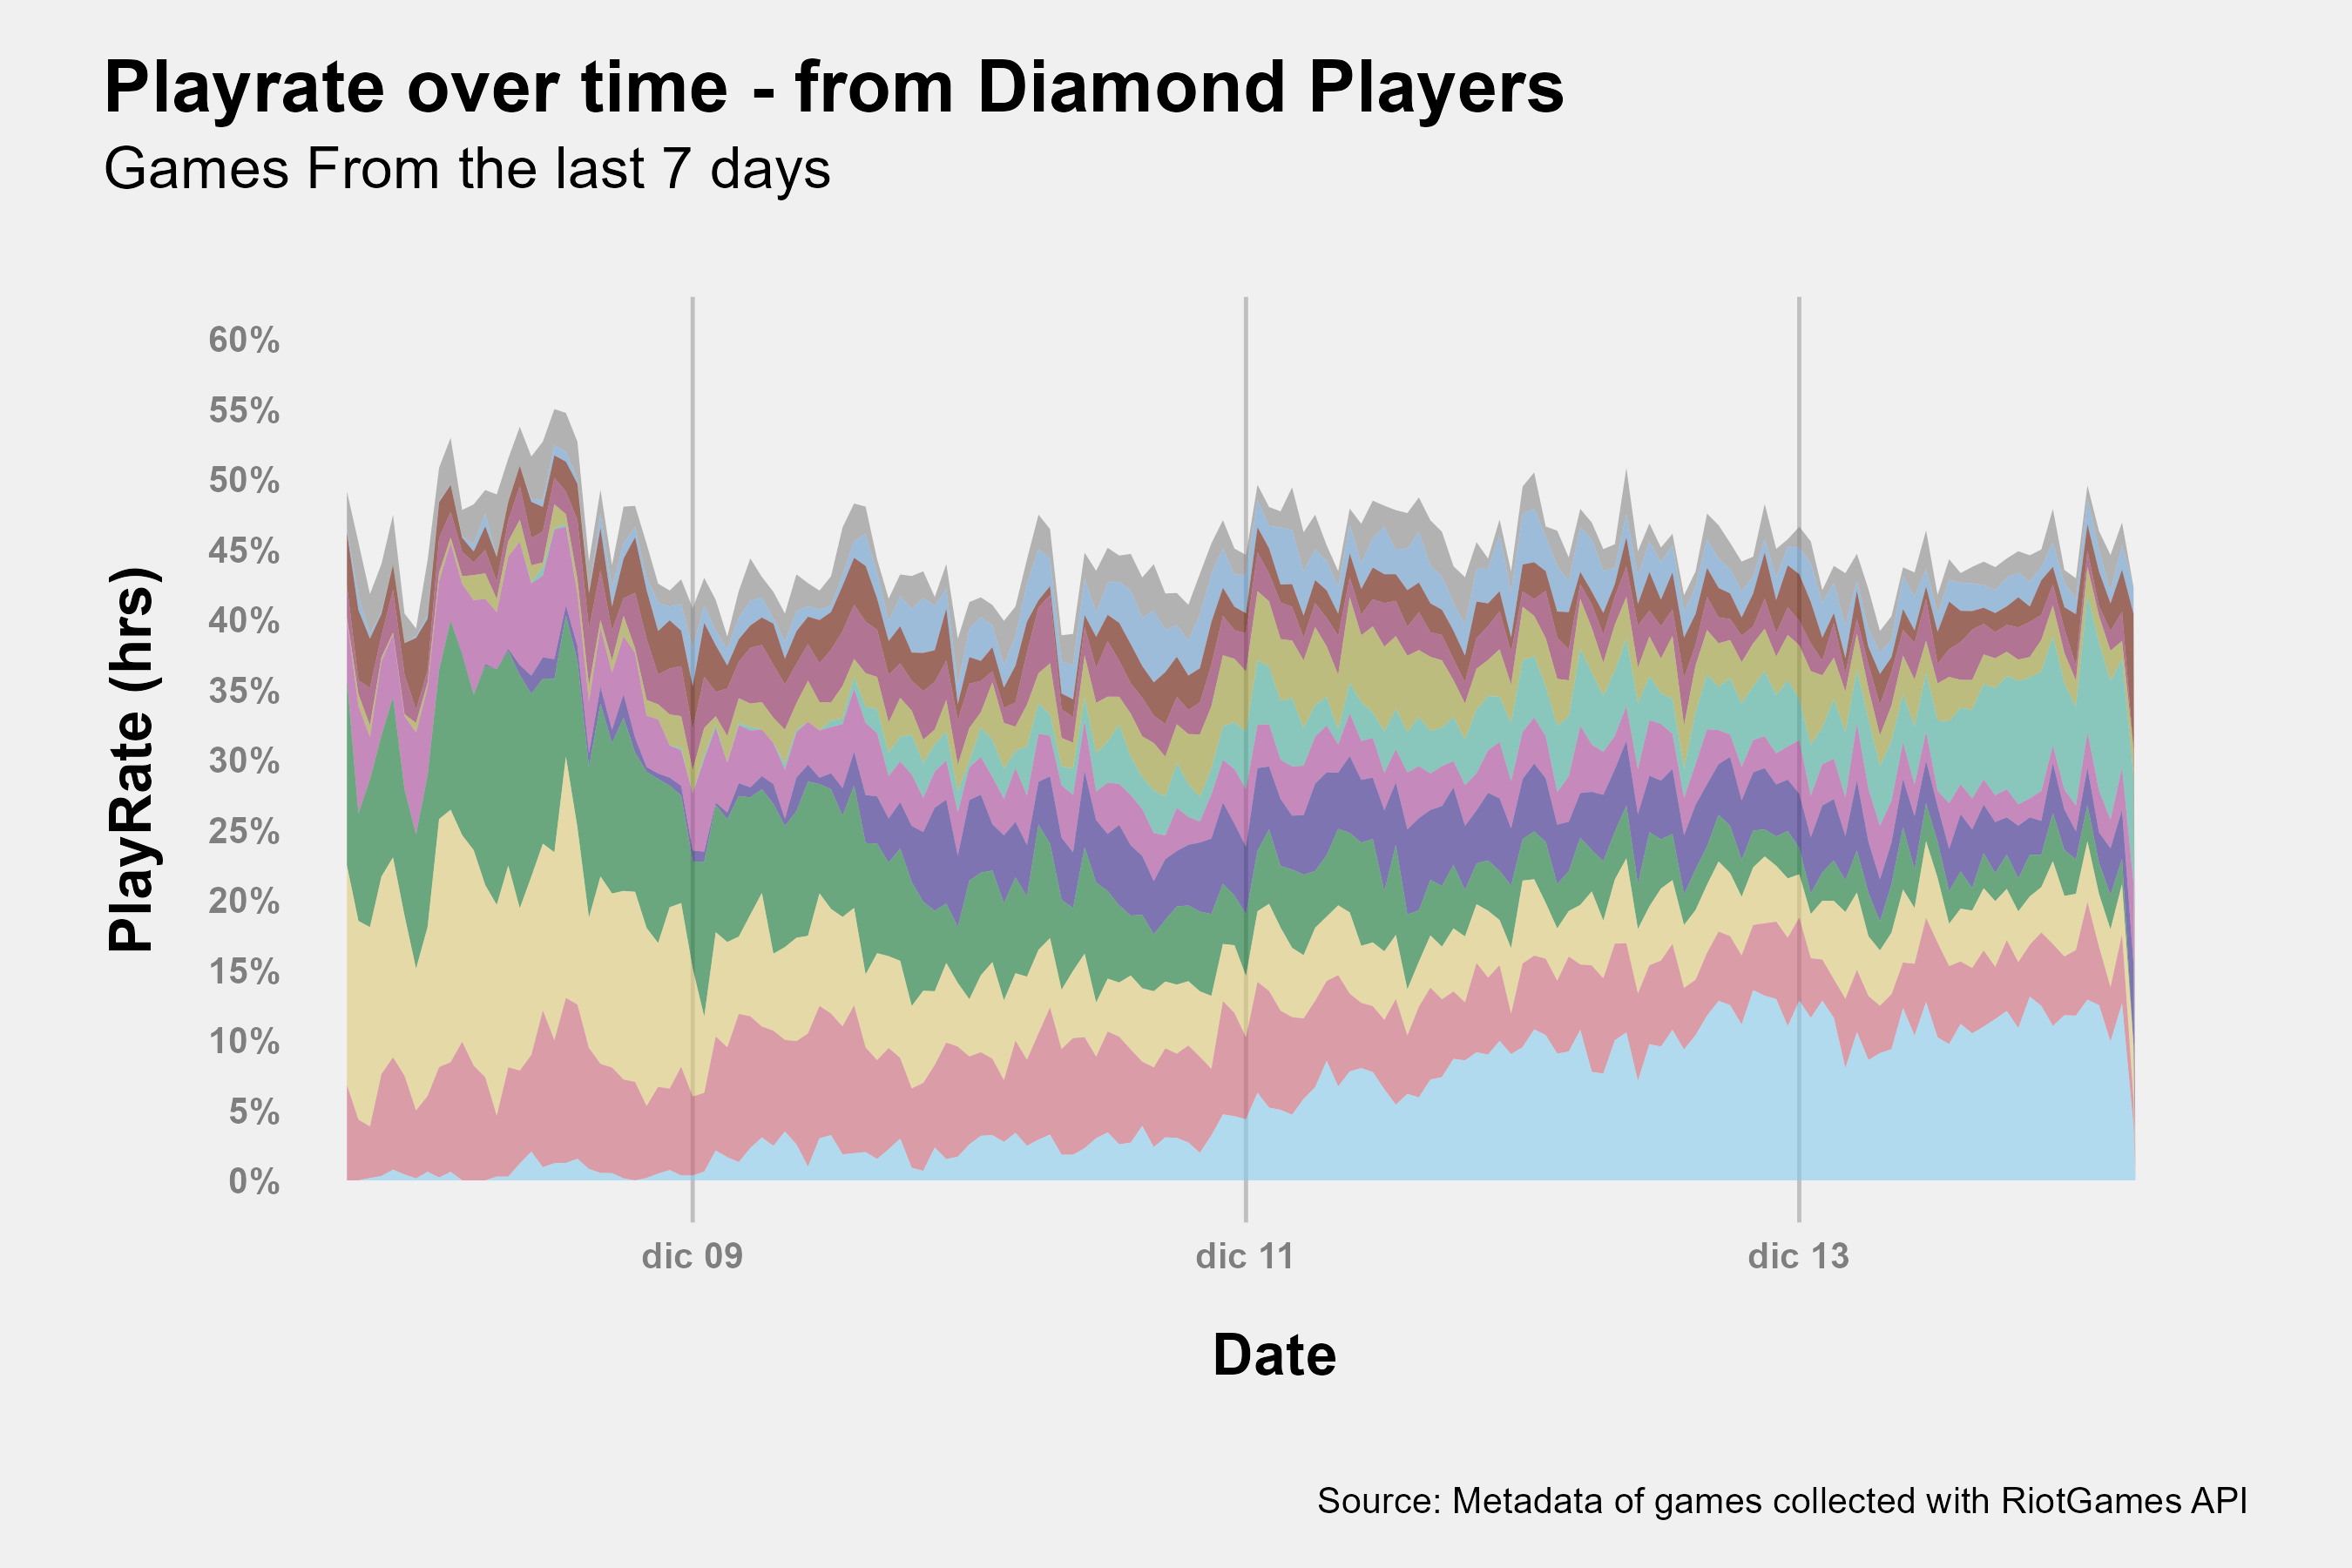 Playrate over time - from Diamond Players
Games From the last 7 days
60%
55%
50%
45%
40%
35%
30%
25%
20%
15%
10%
5%
0%
PlayRate (hrs)
dic 09
dic 11
dic 13
Date
Source: Metadata of games collected with RiotGames API